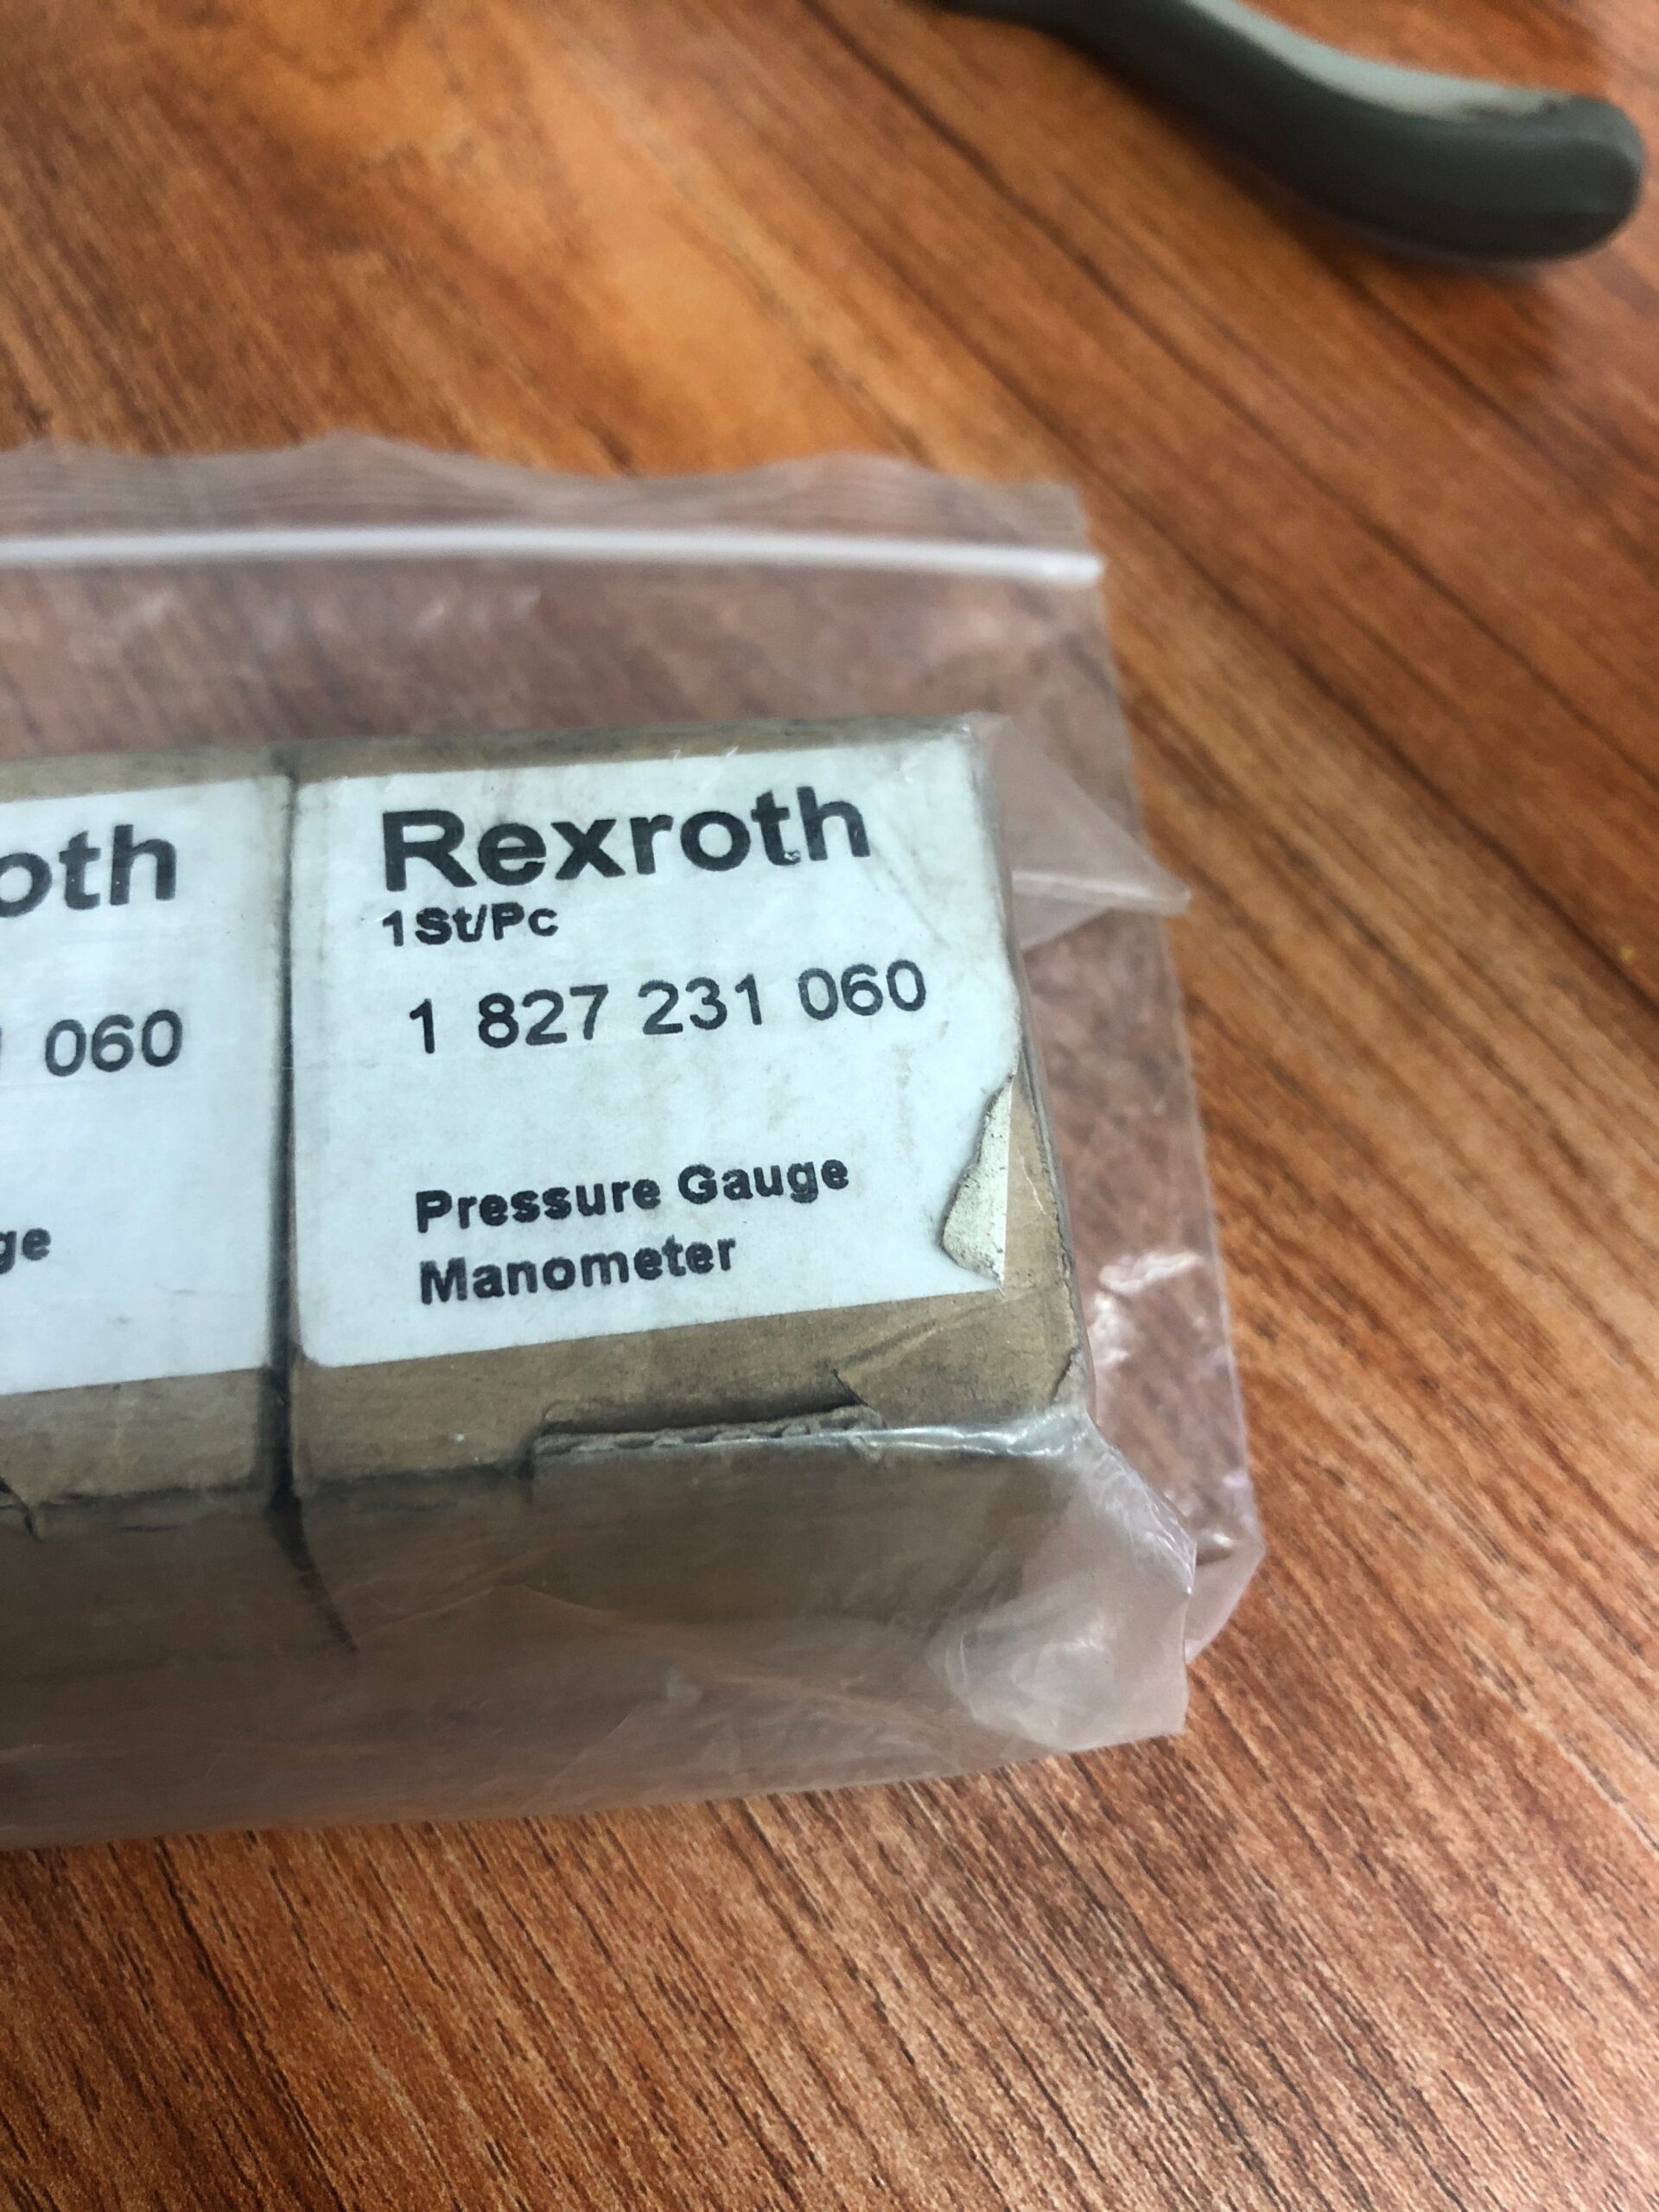 oth
060
ge
Rexroth
1St/Pc
1 827 231 060
Pressure Gauge
Manometer